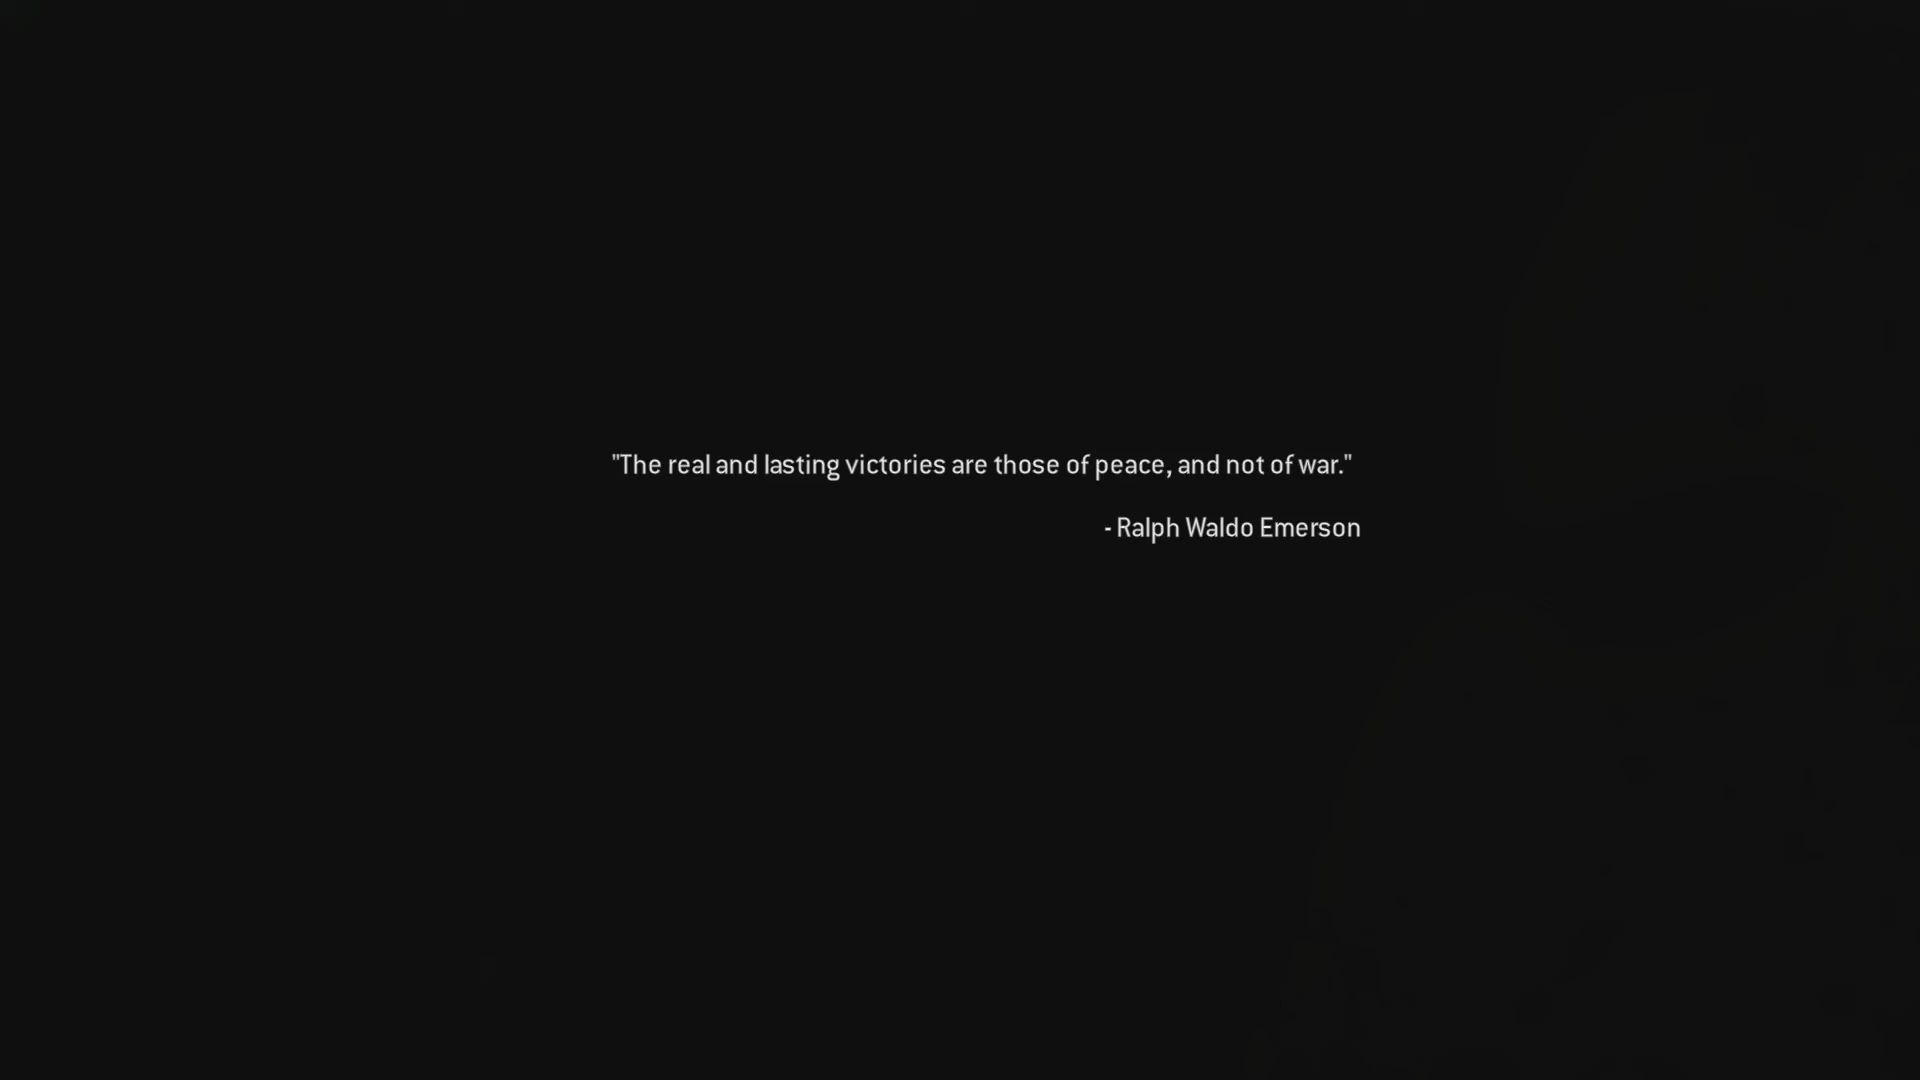 "The real and lasting victories are those of peace, and not of war."
- Ralph Waldo Emerson